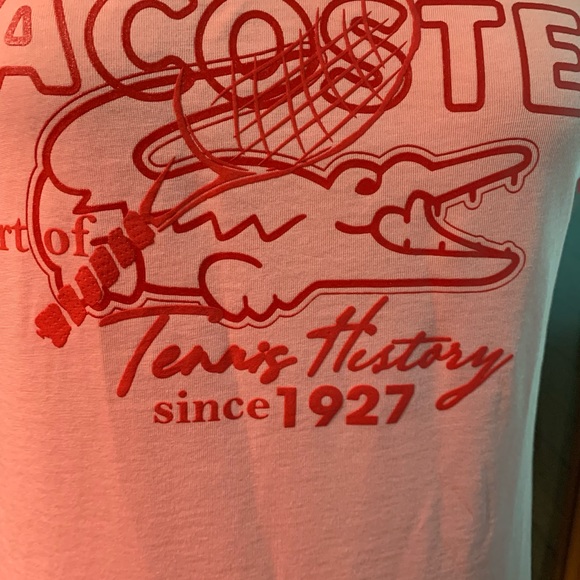 ACOSTE
rt of
Tennis History
since 1927